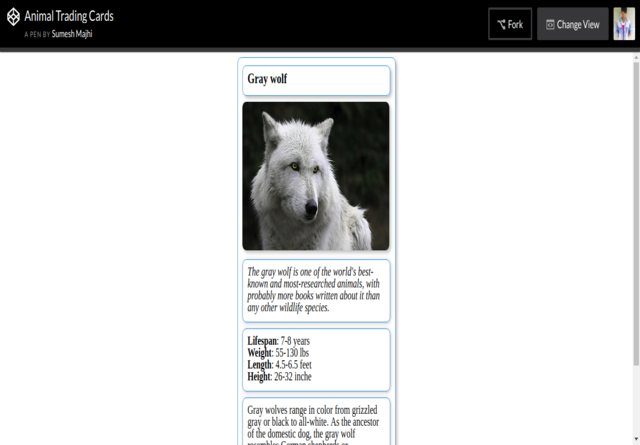 Animal Trading Cards
A PEN BY Sumesh Majhi
Fork
Change View
Gray wolf
The gray wolf is one of the world's best-
known and most-researched animals, with
probably more books written about it than
any other wildlife species.
Lifespan: 7-8 years
Weight: 55-130 lbs
Length: 4.5-6.5 feet
Height: 26-32 inche
Gray wolves range in color from grizzled
gray or black to all-white. As the ancestor
of the domestic dog, the gray wolf
resembles German shepherds or